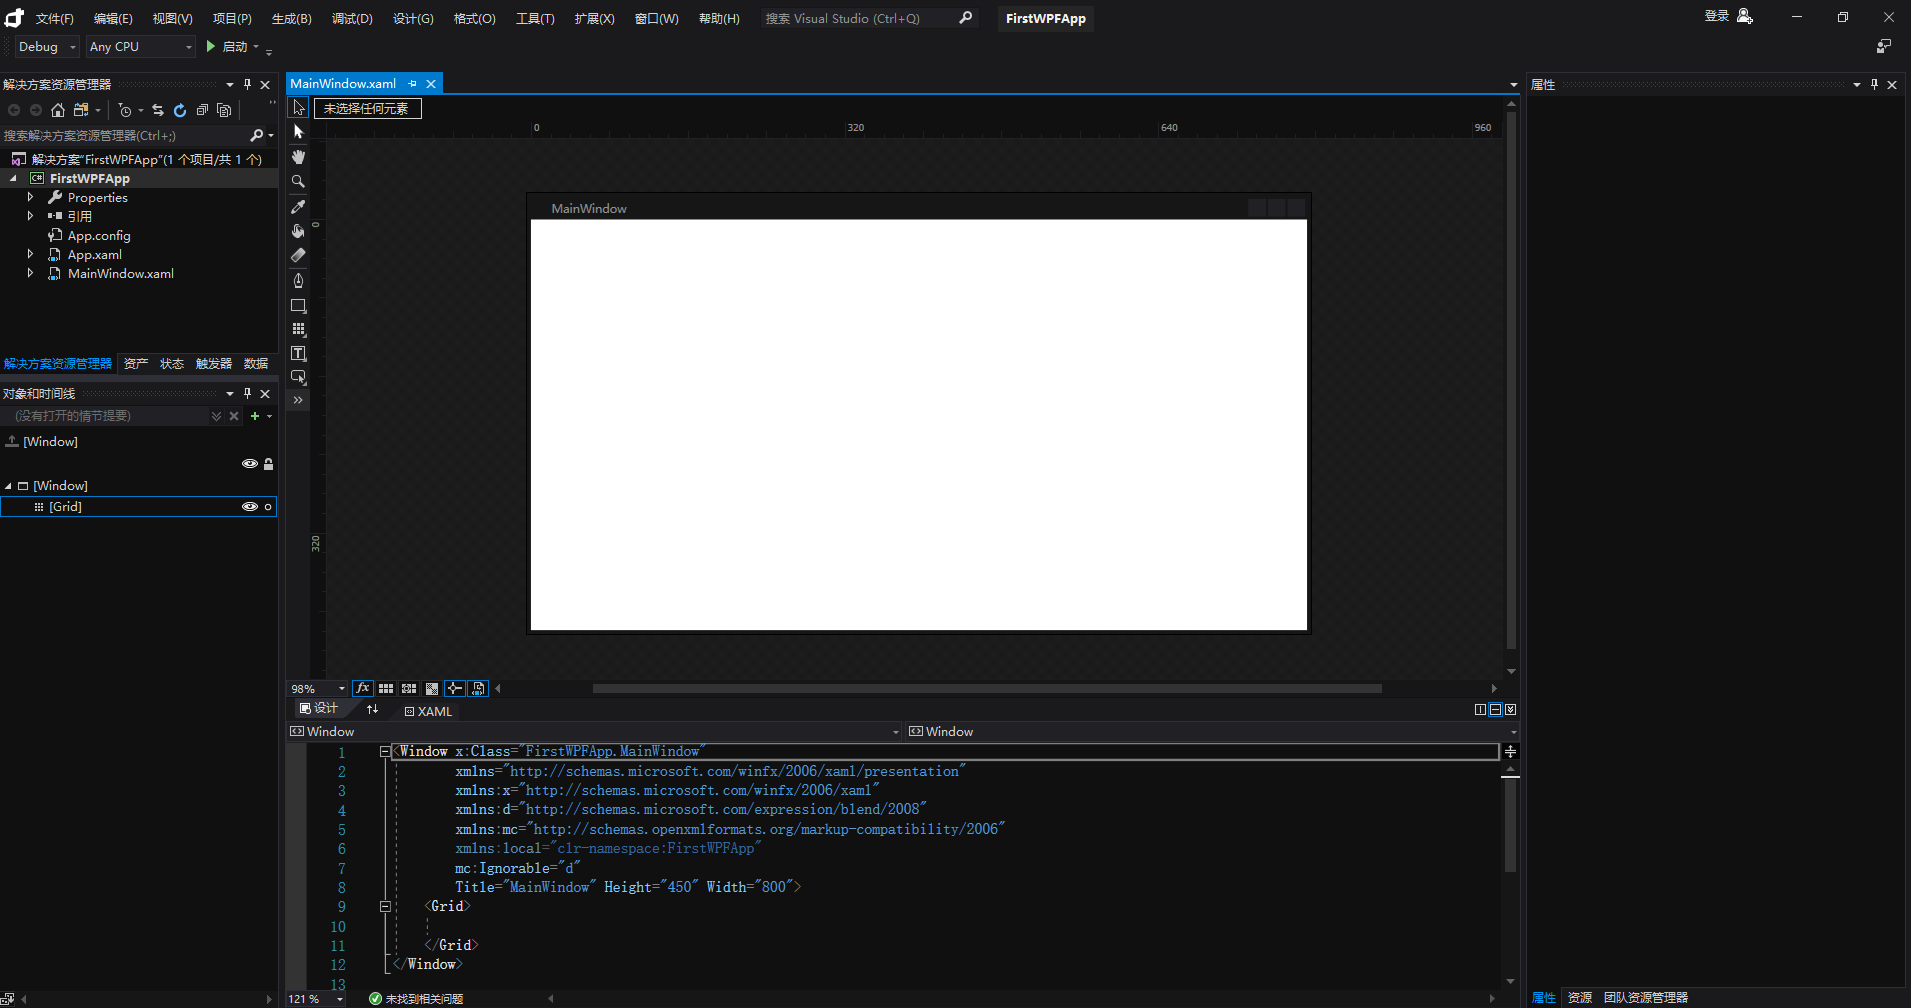 文件(F) 编辑(E) 视图(V) 项目(P) 生成(B) 调试(D) 设计(G) 格式(O) 工具(T) 扩展(X) 窗口(W) 帮助(H) 搜索 Visual Studio (Ctrl+Q) FirstWPFApp 登录
Debug Any CPU 启动
解决方案资源管理器
搜索解决方案资源管理器(Ctrl+;)
解决方案"FirstWPFApp"(1 个项目/共 1 个)
C# FirstWPFApp
Properties
引用
App.config
App.xaml
MainWindow.xaml
解决方案资源管理器 资产 状态 触发器 数据
对象和时间线
(没有打开的情节提要)
[Window]
[Window]
[Grid]
MainWindow.xaml
未选择任何元素
0 320 640 960
0
320
MainWindow
98% fx
设计 XAML
Window Window
1 <Window x:Class="FirstWPFApp.MainWindow"
2 xmlns="http://schemas.microsoft.com/winfx/2006/xaml/presentation"
3 xmlns:x="http://schemas.microsoft.com/winfx/2006/xaml"
4 xmlns:d="http://schemas.microsoft.com/expression/blend/2008"
5 xmlns:mc="http://schemas.openxmlformats.org/markup-compatibility/2006"
6 xmlns:local="clr-namespace:FirstWPFApp"
7 mc:Ignorable="d"
8 Title="MainWindow" Height="450" Width="800">
9 <Grid>
10
11 </Grid>
12 </Window>
13
121 % 未找到相关问题
属性
属性 资源 团队资源管理器